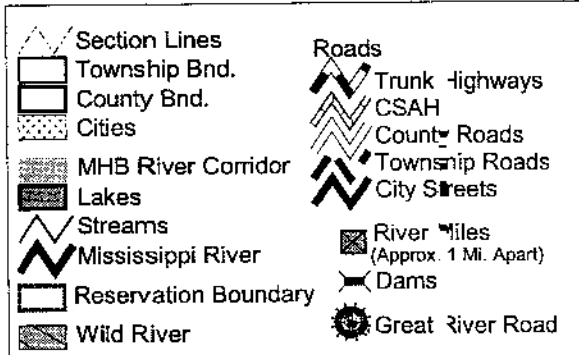 Section Lines
Township Bnd.
County Bnd.
Cities
MHB River Corridor
Lakes
Streams
Mississippi River
Reservation Boundary
Wild River
Roads
Trunk Highways
CSAH
County Roads
Township Roads
City Streets
River Miles
(Approx. 1 Mi. Apart)
Dams
Great River Road